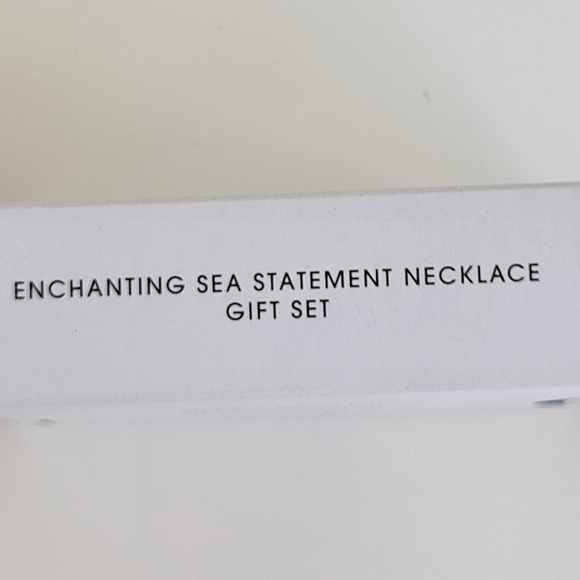 ENCHANTING SEA STATEMENT NECKLACE
GIFT SET